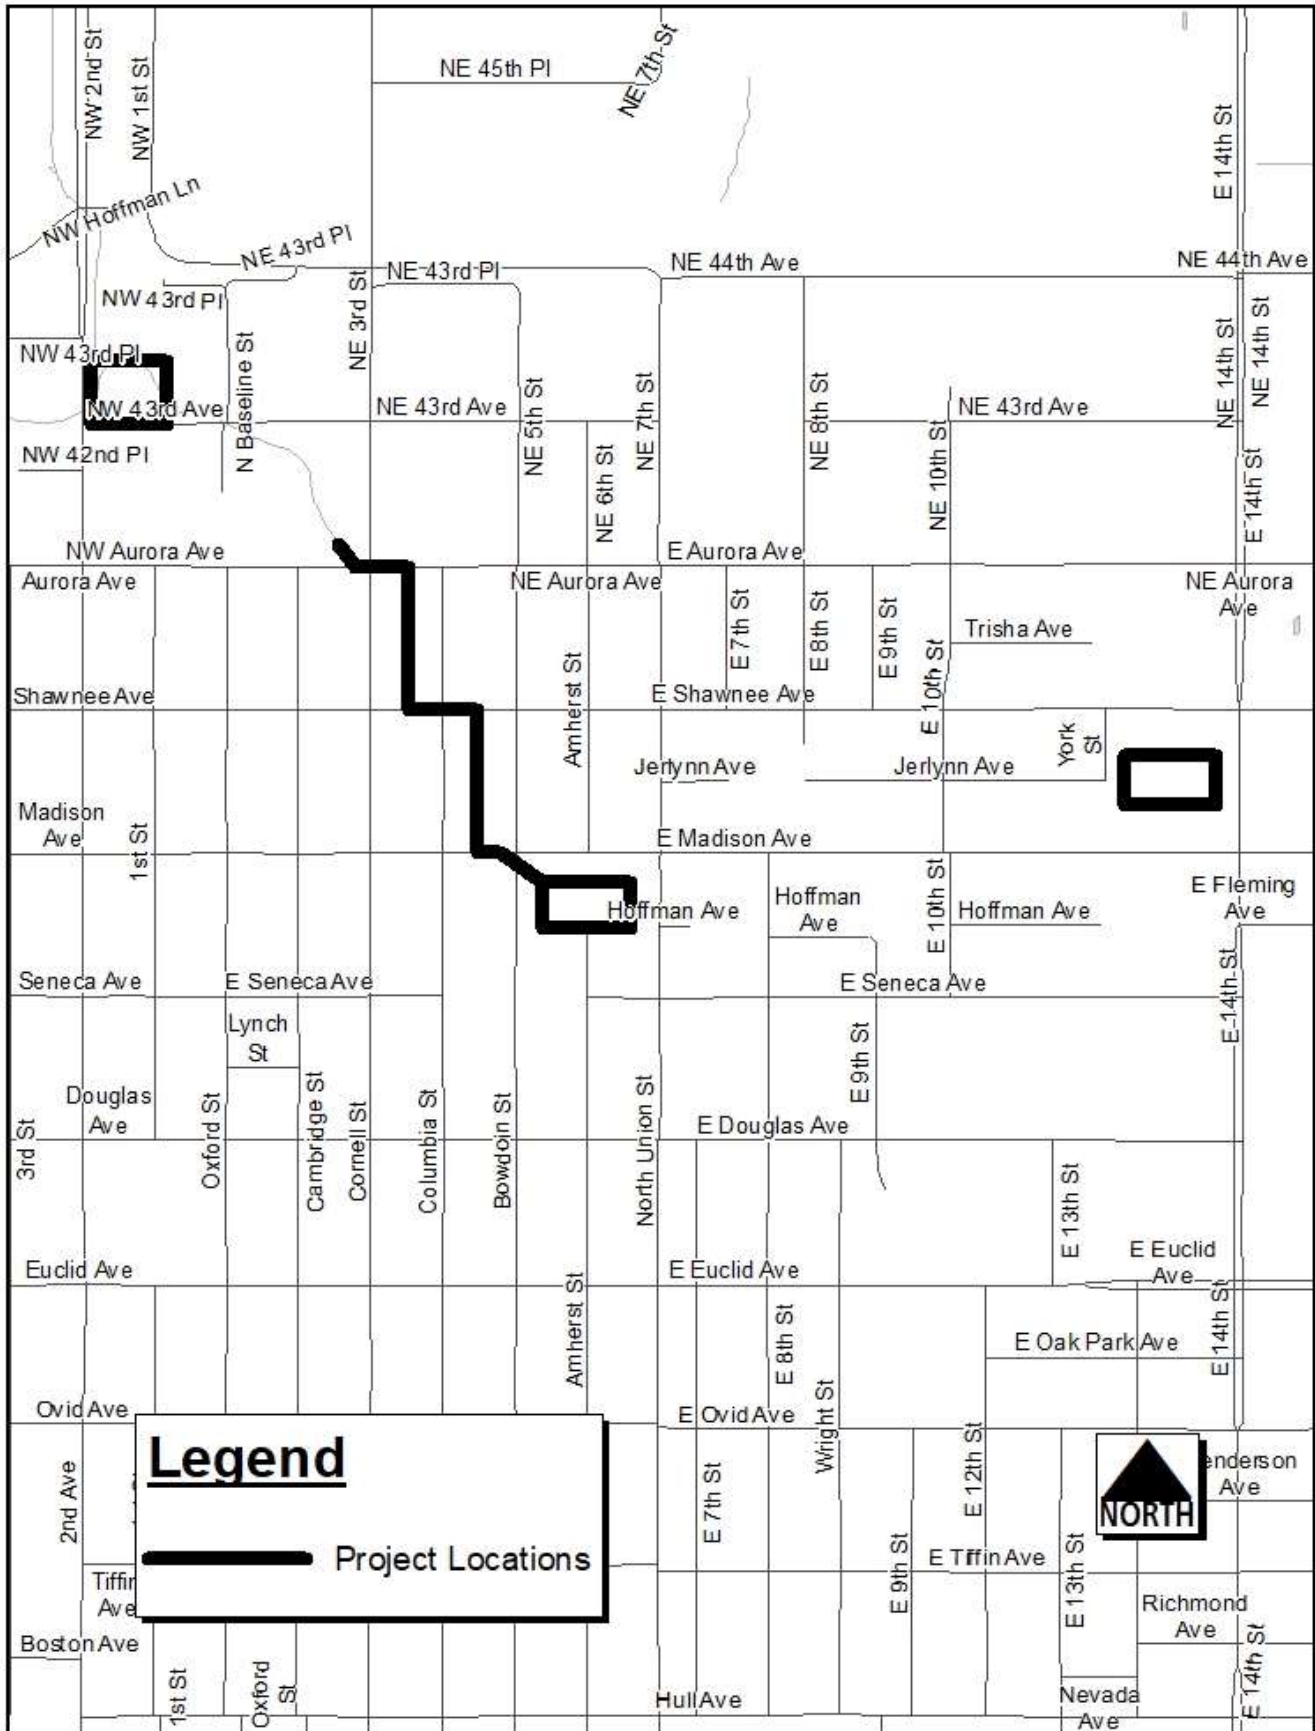 NW 2nd St
NW 1st St
NE 45th Pl
NE 7th St
E 14th St
NW Hoffman Ln
NE 43rd Pl
NE 43rd Pl
NE 44th Ave
NE 44th Ave
NW 43rd Pl
NE 3rd St
NW 43rd Pl
N Baseline St
NE 14th St
NE 14th St
NW 43rd Ave
NE 43rd Ave
NE 5th St
NE 7th St
NE 8th St
NE 43rd Ave
NW 42nd Pl
NE 6th St
NE 10th St
E 14th St
NW Aurora Ave
E Aurora Ave
Aurora Ave
NE Aurora Ave
NE Aurora
Ave
E 7th St
E 8th St
E 9th St
Trisha Ave
Shawnee Ave
Amherst St
E Shawnee Ave
E 10th St
York
St
Jerlynn Ave
Jerlynn Ave
Madison
Ave
1st St
E Madison Ave
Hoffman Ave
Hoffman
Ave
E 10th St
Hoffman Ave
E Fleming
Ave
Seneca Ave
E Seneca Ave
E Seneca Ave
E 14th St
Lynch
St
E 9th St
Douglas
Ave
3rd St
Oxford St
Cambridge St
Cornell St
Columbia St
Bowdoin St
North Union St
E Douglas Ave
E 13th St
Euclid Ave
E Euclid Ave
E Euclid
Ave
Amherst St
E 8th St
E Oak Park Ave
E 14th St
Ovid Ave
E Ovid Ave
Wright St
Legend
Project Locations
2nd Ave
E 7th St
E 12th St
NORTH
enderson
Ave
E 9th St
E Tiffin Ave
E 13th St
Tiffin
Ave
Richmond
Ave
Boston Ave
1st St
Oxford
St
Hull Ave
Nevada
Ave
E 14th St